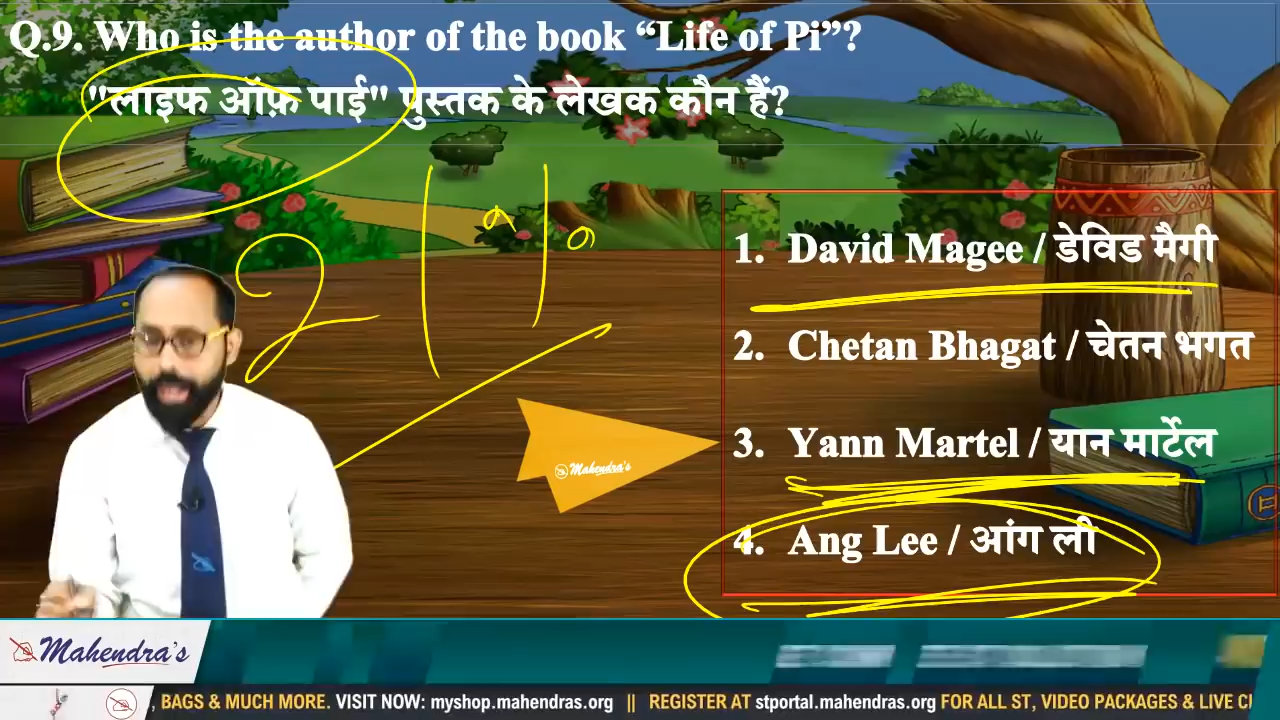 Q.9. Who is the author of the book “Life of Pi”?
"लाइफ ऑफ़ पाई" पुस्तक के लेखक कौन हैं?
1. David Magee / डेविड मैगी
2. Chetan Bhagat / चेतन भगत
3. Yann Martel / यान मार्टेल
4. Ang Lee / आंग ली
Mahendra's
Mahendra's
, BAGS & MUCH MORE. VISIT NOW: myshop.mahendras.org || REGISTER AT stportal.mahendras.org FOR ALL ST, VIDEO PACKAGES & LIVE